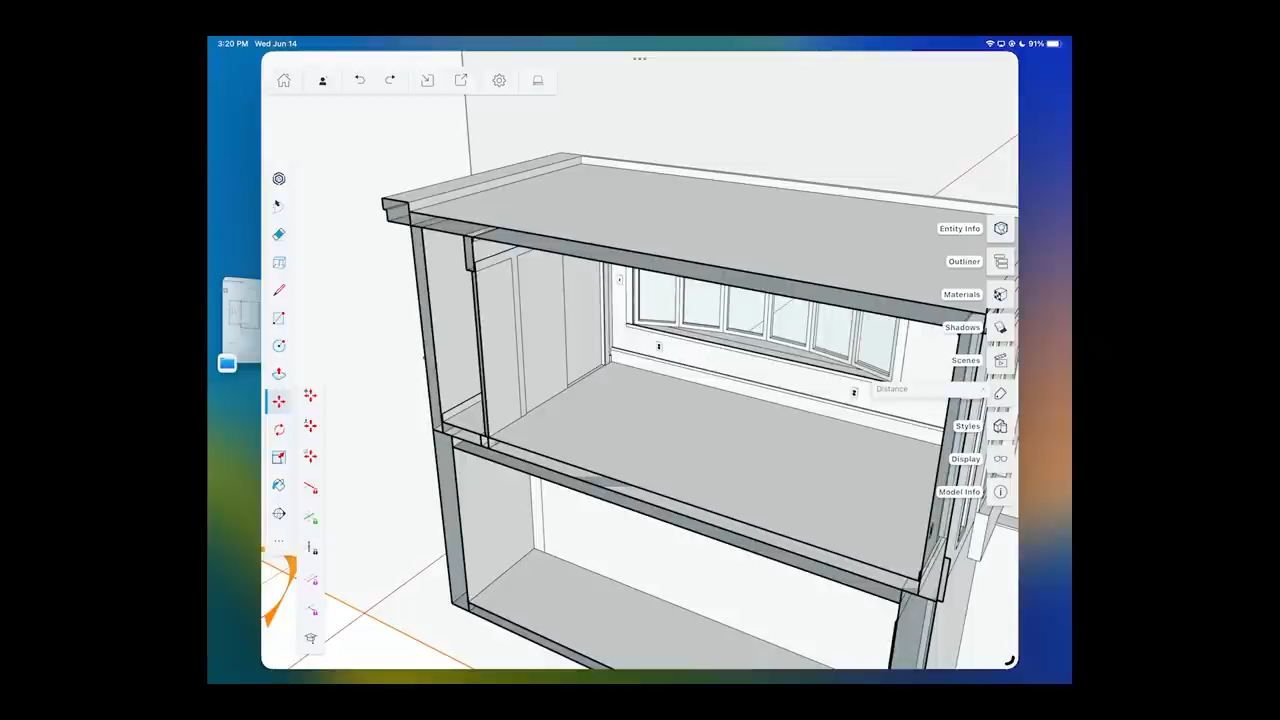 3:20 PM Wed Jun 14
91%
Entity Info
Outliner
Materials
Shadows
Scenes
Distance
Styles
Display
Model Info